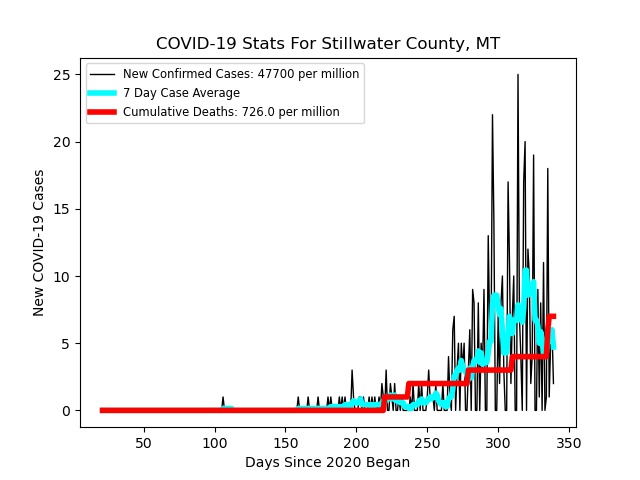 COVID-19 Stats For Stillwater County, MT
New Confirmed Cases: 47700 per million
7 Day Case Average
Cumulative Deaths: 726.0 per million
New COVID-19 Cases
25
20
15
10
5
0
50 100 150 200 250 300 350
Days Since 2020 Began